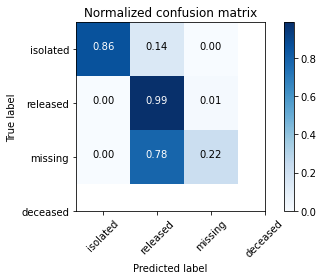 Normalized confusion matrix
True label
isolated
released
missing
deceased
0.86 0.14 0.00
0.00 0.99 0.01
0.00 0.78 0.22
isolated
released
missing
deceased
Predicted label
0.8
0.6
0.4
0.2
0.0